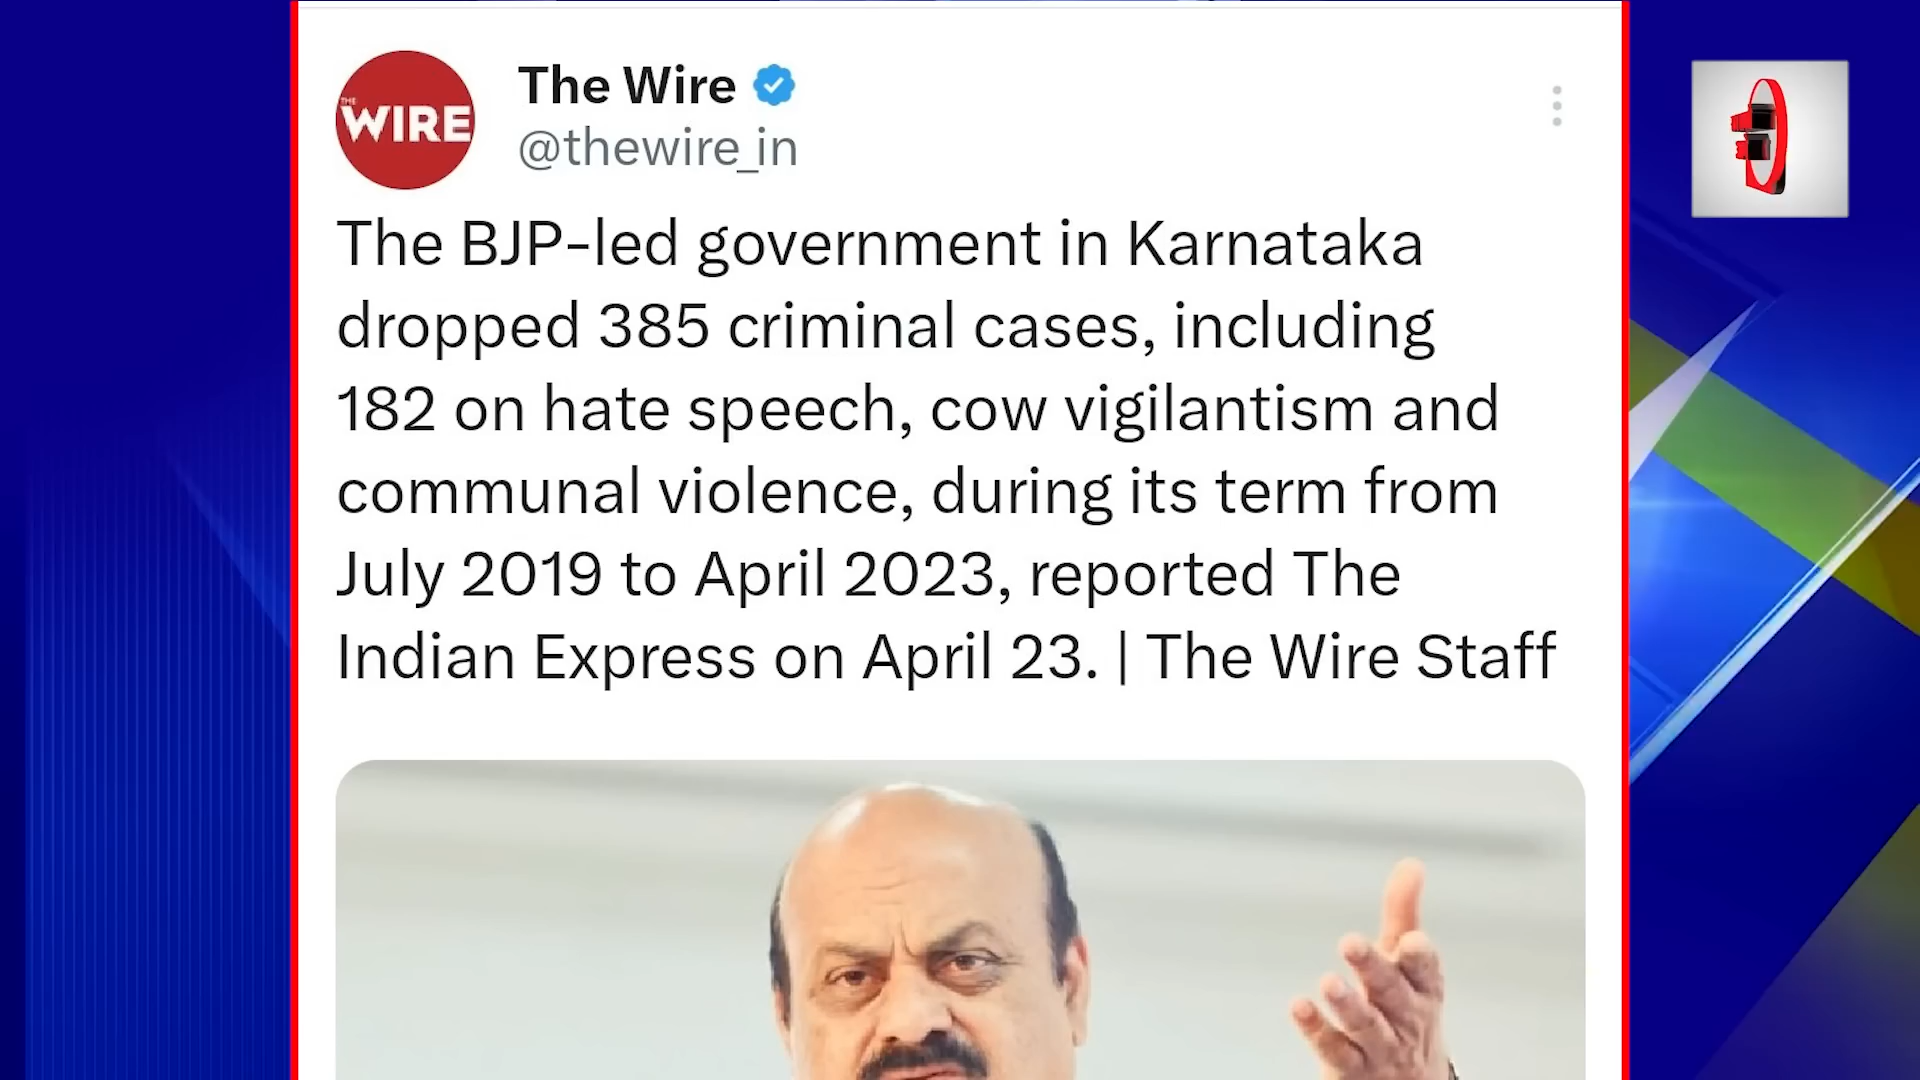 THE
WIRE
The Wire
@thewire_in
The BJP-led government in Karnataka
dropped 385 criminal cases, including
182 on hate speech, cow vigilantism and
communal violence, during its term from
July 2019 to April 2023, reported The
Indian Express on April 23. | The Wire Staff